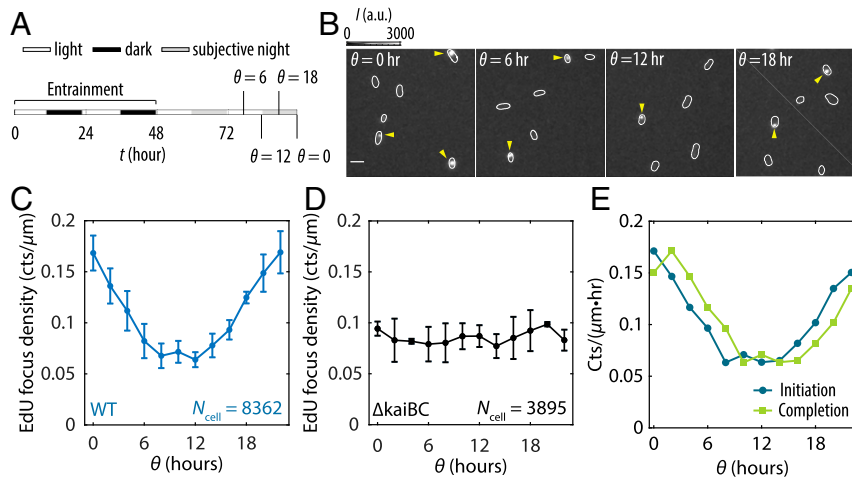 A
light dark subjective night
θ = 6 θ = 18
0 24 48 72
t (hour) θ = 12 θ = 0
B
I (a.u.)
0 3000
θ = 0 hr θ = 6 hr θ = 12 hr θ = 18 hr
C
EdU focus density (cts/μm)
0.2
0.15
0.1
0.05
0
WT Ncell = 8362
0 6 12 18
θ (hours)
D
EdU focus density (cts/μm)
0.2
0.15
0.1
0.05
0
ΔkaiBC Ncell = 3895
0 6 12 18
θ (hours)
E
Cts/(μm•hr)
0.2
0.15
0.1
0.05
0
Initiation
Completion
0 6 12 18
θ (hours)